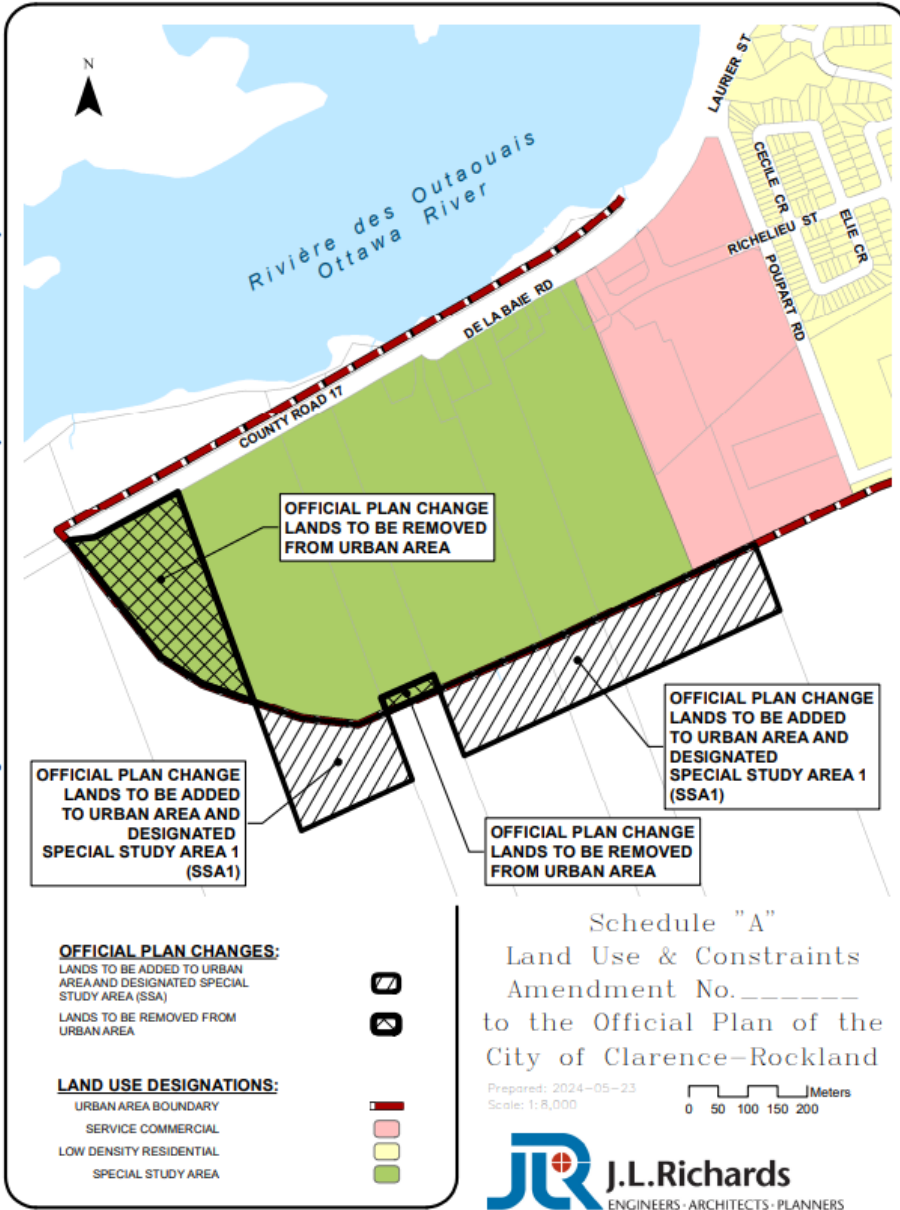 N
LAURIER ST
CECILE CR
RICHELIEU ST
ELIE CR
POUPART RD
Rivière des Outaouais
Ottawa River
DE LA BAIE RD
COUNTY ROAD 17
OFFICIAL PLAN CHANGE
LANDS TO BE REMOVED
FROM URBAN AREA
OFFICIAL PLAN CHANGE
LANDS TO BE ADDED
TO URBAN AREA AND
DESIGNATED
SPECIAL STUDY AREA 1
(SSA1)
OFFICIAL PLAN CHANGE
LANDS TO BE ADDED
TO URBAN AREA AND
DESIGNATED
SPECIAL STUDY AREA 1
(SSA1)
OFFICIAL PLAN CHANGE
LANDS TO BE REMOVED
FROM URBAN AREA
OFFICIAL PLAN CHANGES:
LANDS TO BE ADDED TO URBAN
AREA AND DESIGNATED SPECIAL
STUDY AREA (SSA)
LANDS TO BE REMOVED FROM
URBAN AREA
LAND USE DESIGNATIONS:
URBAN AREA BOUNDARY
SERVICE COMMERCIAL
LOW DENSITY RESIDENTIAL
SPECIAL STUDY AREA
Schedule "A"
Land Use & Constraints
Amendment No.______
to the Official Plan of the
City of Clarence-Rockland
Prepared: 2024-05-23
Scale: 1:8,000
Meters
0 50 100 150 200
JLR
J.L.Richards
ENGINEERS · ARCHITECTS · PLANNERS